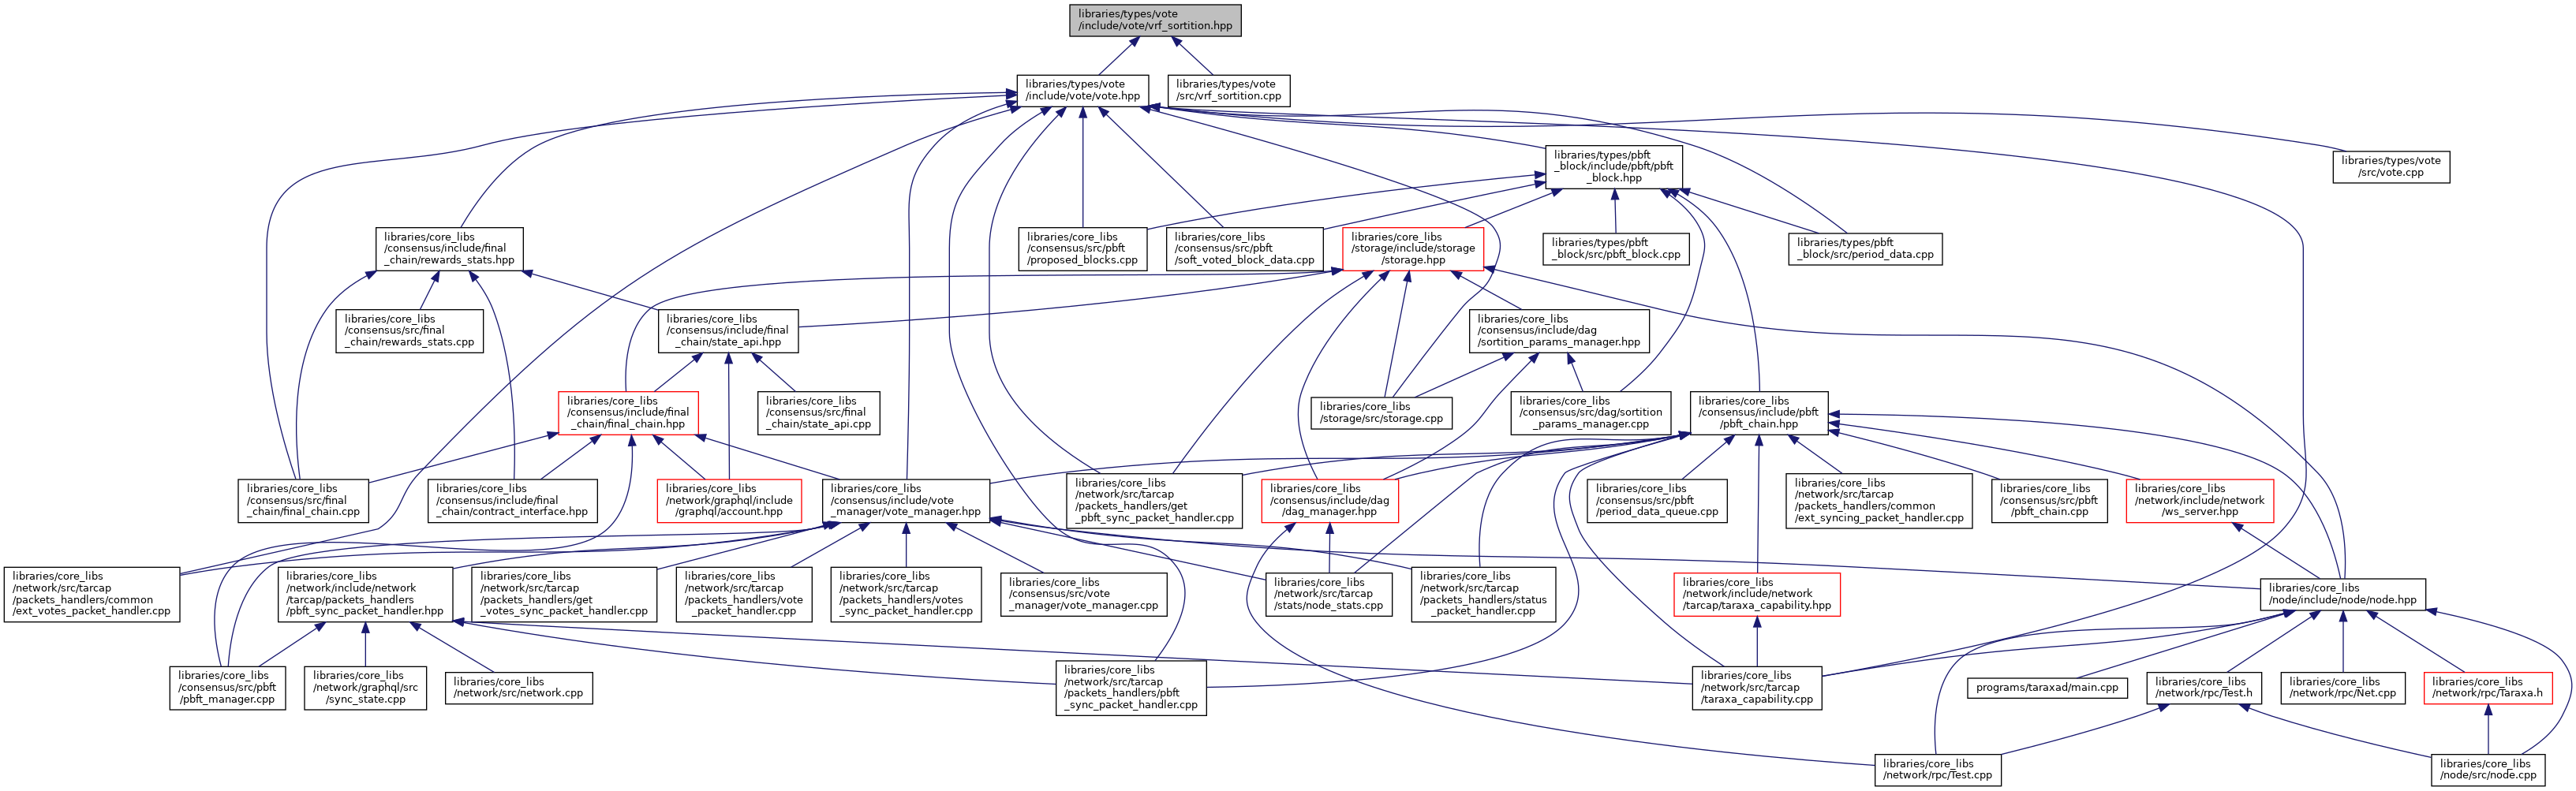 libraries/types/vote
/include/vote/vrf_sortition.hpp
libraries/types/vote
/include/vote/vote.hpp
libraries/types/vote
/src/vrf_sortition.cpp
libraries/types/pbft
_block/include/pbft/pbft
_block.hpp
libraries/types/vote
/src/vote.cpp
libraries/core_libs
/consensus/include/final
_chain/rewards_stats.hpp
libraries/core_libs
/consensus/src/pbft
/proposed_blocks.cpp
libraries/core_libs
/consensus/src/pbft
/soft_voted_block_data.cpp
libraries/core_libs
/storage/include/storage
/storage.hpp
libraries/types/pbft
_block/src/pbft_block.cpp
libraries/types/pbft
_block/src/period_data.cpp
libraries/core_libs
/consensus/src/final
_chain/rewards_stats.cpp
libraries/core_libs
/consensus/include/final
_chain/state_api.hpp
libraries/core_libs
/consensus/include/dag
/sortition_params_manager.hpp
libraries/core_libs
/consensus/include/final
_chain/final_chain.hpp
libraries/core_libs
/consensus/src/final
_chain/state_api.cpp
libraries/core_libs
/storage/src/storage.cpp
libraries/core_libs
/consensus/src/dag/sortition
_params_manager.cpp
libraries/core_libs
/consensus/include/pbft
/pbft_chain.hpp
libraries/core_libs
/consensus/src/final
_chain/final_chain.cpp
libraries/core_libs
/consensus/include/final
_chain/contract_interface.hpp
libraries/core_libs
/network/graphql/include
/graphql/account.hpp
libraries/core_libs
/consensus/include/vote
_manager/vote_manager.hpp
libraries/core_libs
/network/src/tarcap
/packets_handlers/get
_pbft_sync_packet_handler.cpp
libraries/core_libs
/consensus/include/dag
/dag_manager.hpp
libraries/core_libs
/consensus/src/pbft
/period_data_queue.cpp
libraries/core_libs
/network/src/tarcap
/packets_handlers/common
/ext_syncing_packet_handler.cpp
libraries/core_libs
/consensus/src/pbft
/pbft_chain.cpp
libraries/core_libs
/network/include/network
/ws_server.hpp
libraries/core_libs
/network/src/tarcap
/packets_handlers/common
/ext_votes_packet_handler.cpp
libraries/core_libs
/network/include/network
/tarcap/packets_handlers
/pbft_sync_packet_handler.hpp
libraries/core_libs
/network/src/tarcap
/packets_handlers/get
_votes_sync_packet_handler.cpp
libraries/core_libs
/network/src/tarcap
/packets_handlers/vote
_packet_handler.cpp
libraries/core_libs
/network/src/tarcap
/packets_handlers/votes
_sync_packet_handler.cpp
libraries/core_libs
/consensus/src/vote
_manager/vote_manager.cpp
libraries/core_libs
/network/src/tarcap
/stats/node_stats.cpp
libraries/core_libs
/network/src/tarcap
/packets_handlers/status
_packet_handler.cpp
libraries/core_libs
/network/include/network
/tarcap/taraxa_capability.hpp
libraries/core_libs
/node/include/node/node.hpp
libraries/core_libs
/consensus/src/pbft
/pbft_manager.cpp
libraries/core_libs
/network/graphql/src
/sync_state.cpp
libraries/core_libs
/network/src/network.cpp
libraries/core_libs
/network/src/tarcap
/packets_handlers/pbft
_sync_packet_handler.cpp
libraries/core_libs
/network/src/tarcap
/taraxa_capability.cpp
programs/taraxad/main.cpp
libraries/core_libs
/network/rpc/Test.h
libraries/core_libs
/network/rpc/Net.cpp
libraries/core_libs
/network/rpc/Taraxa.h
libraries/core_libs
/network/rpc/Test.cpp
libraries/core_libs
/node/src/node.cpp